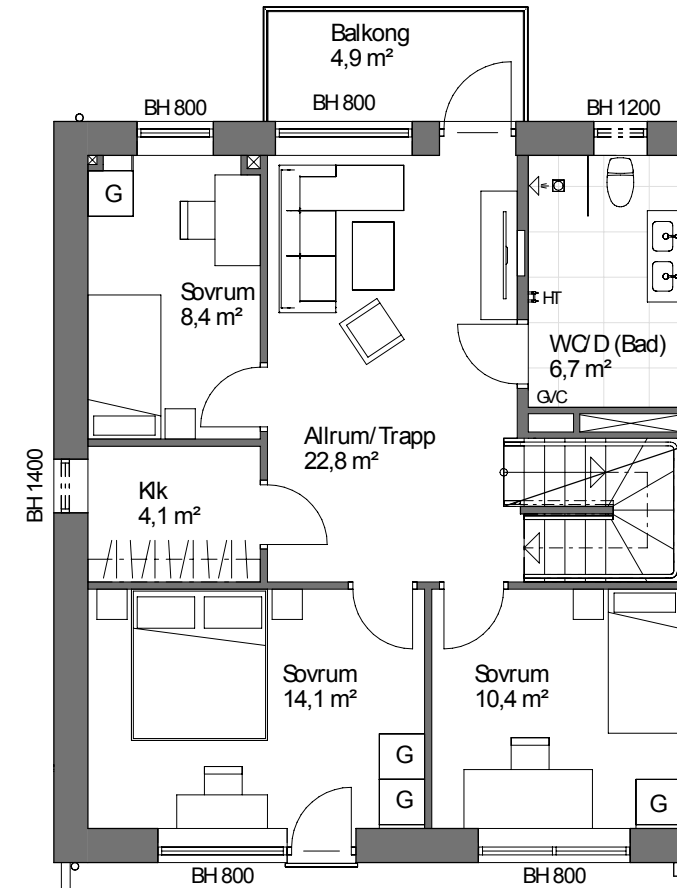 Balkong
4,9 m²
BH 800
BH 800
BH 1200
G
Sovrum
8,4 m²
HT
WC/D (Bad)
6,7 m²
GVC
Allrum/Trapp
22,8 m²
BH 1400
Klk
4,1 m²
Sovrum
14,1 m²
Sovrum
10,4 m²
G
G
G
BH 800
BH 800